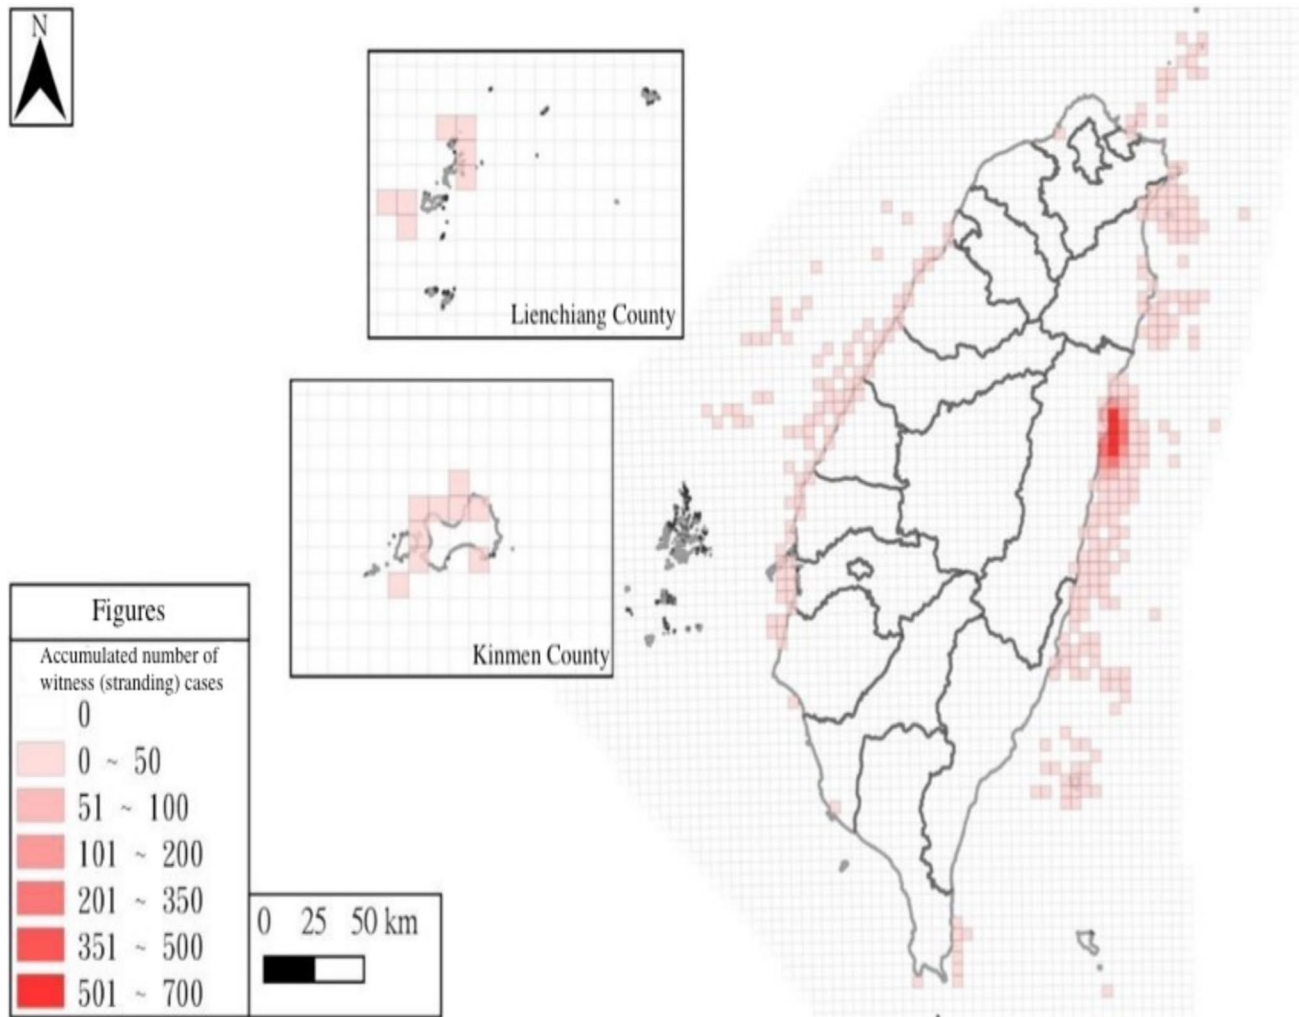 N
Lienchiang County
Kinmen County
Figures
Accumulated number of
witness (stranding) cases
0
0 ~ 50
51 ~ 100
101 ~ 200
201 ~ 350
351 ~ 500
501 ~ 700
0 25 50 km